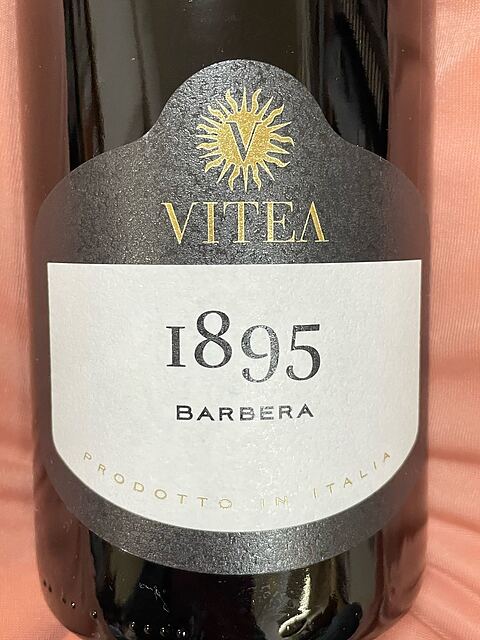 V
VITEA
1895
BARBERA
PRODOTTO IN ITALIA